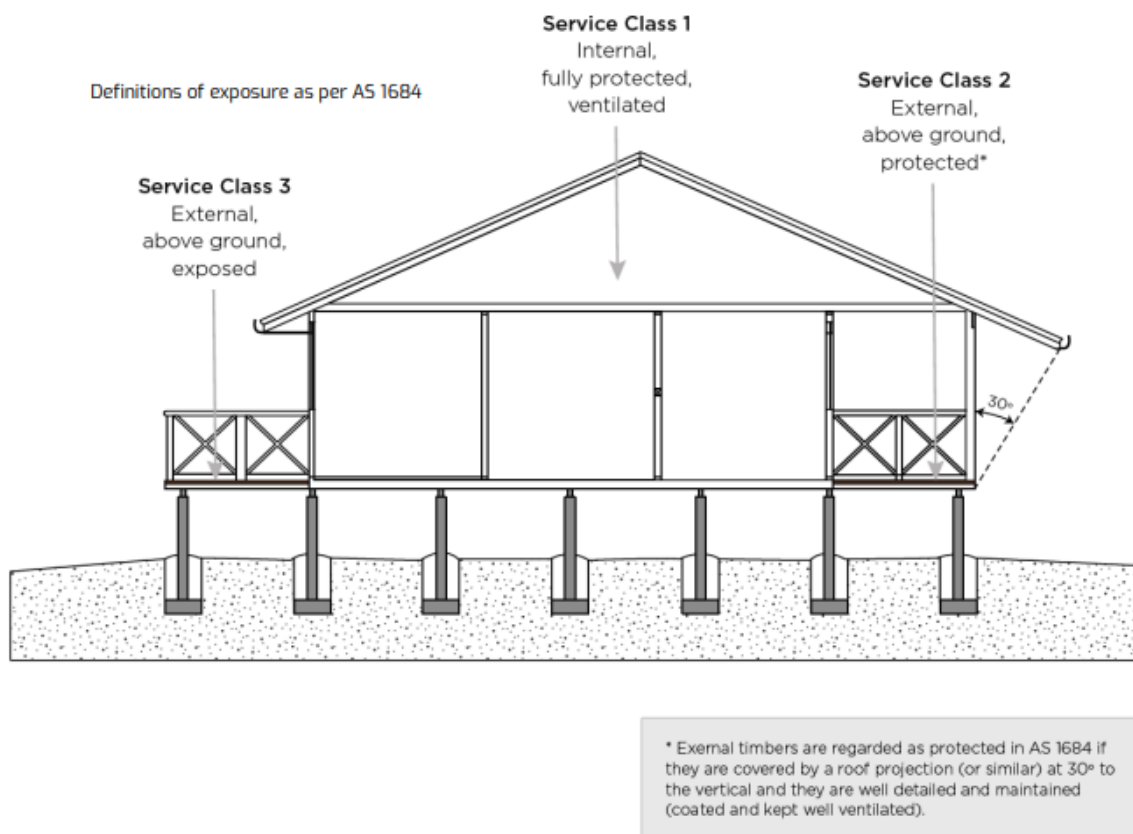 Service Class 1
Internal,
fully protected,
ventilated
Definitions of exposure as per AS 1684
Service Class 2
External,
above ground,
protected*
Service Class 3
External,
above ground,
exposed
30º
* Exernal timbers are regarded as protected in AS 1684 if
they are covered by a roof projection (or similar) at 30º to
the vertical and they are well detailed and maintained
(coated and kept well ventilated).